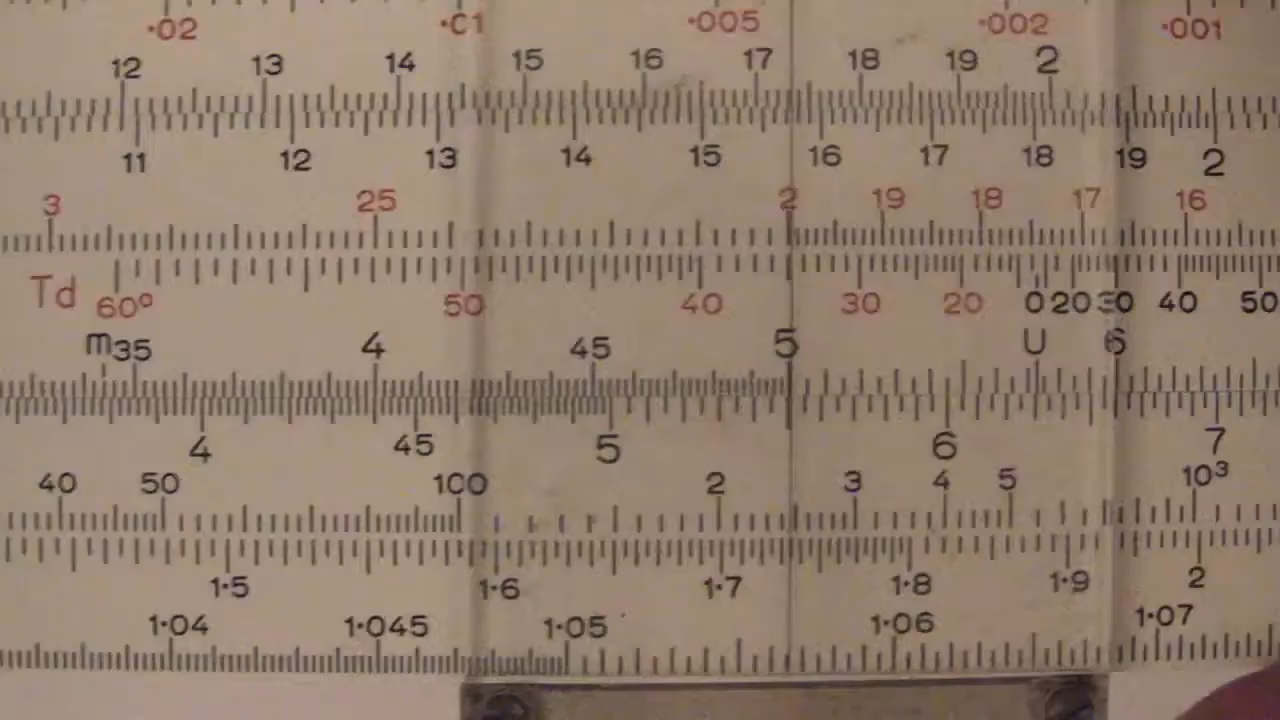 ·02 ·01 ·005 ·002 ·001
12 13 14 15 16 17 18 19 2
11 12 13 14 15 16 17 18 19 2
3 25 2 19 18 17 16
Td 60° 50 40 30 20 0 20 30 40 50
m 35 4 45 5 U 6
4 45 5 6 7
40 50 100 2 3 4 5 10³
1·5 1·6 1·7 1·8 1·9 2
1·04 1·045 1·05 1·06 1·07